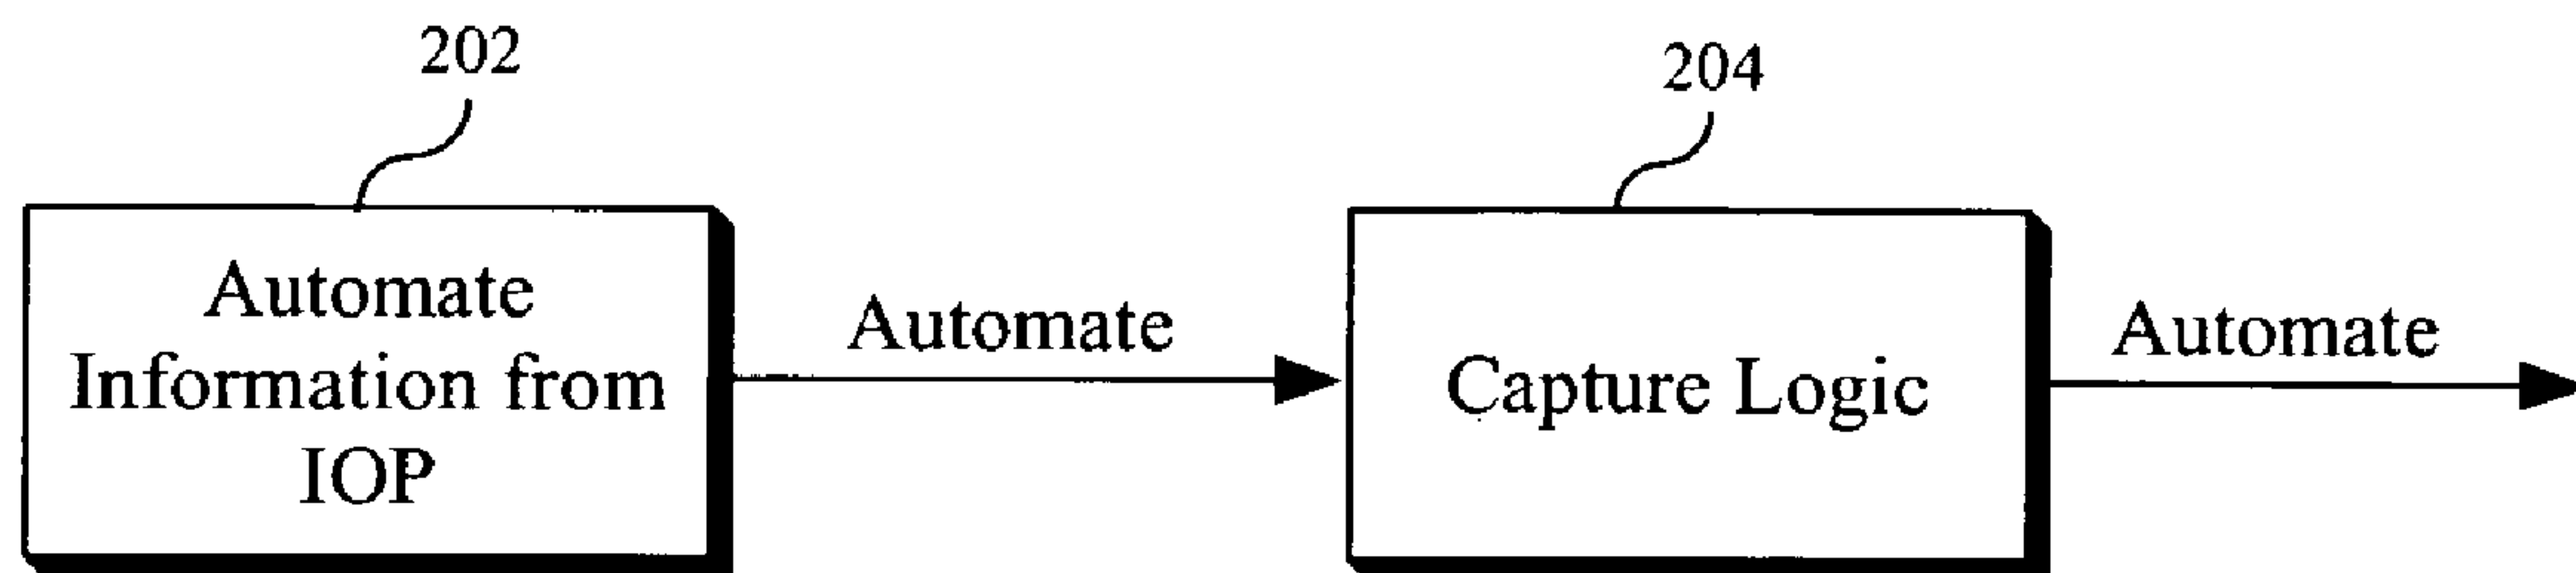 202
204
Automate
Information from
IOP
Automate
Capture Logic
Automate